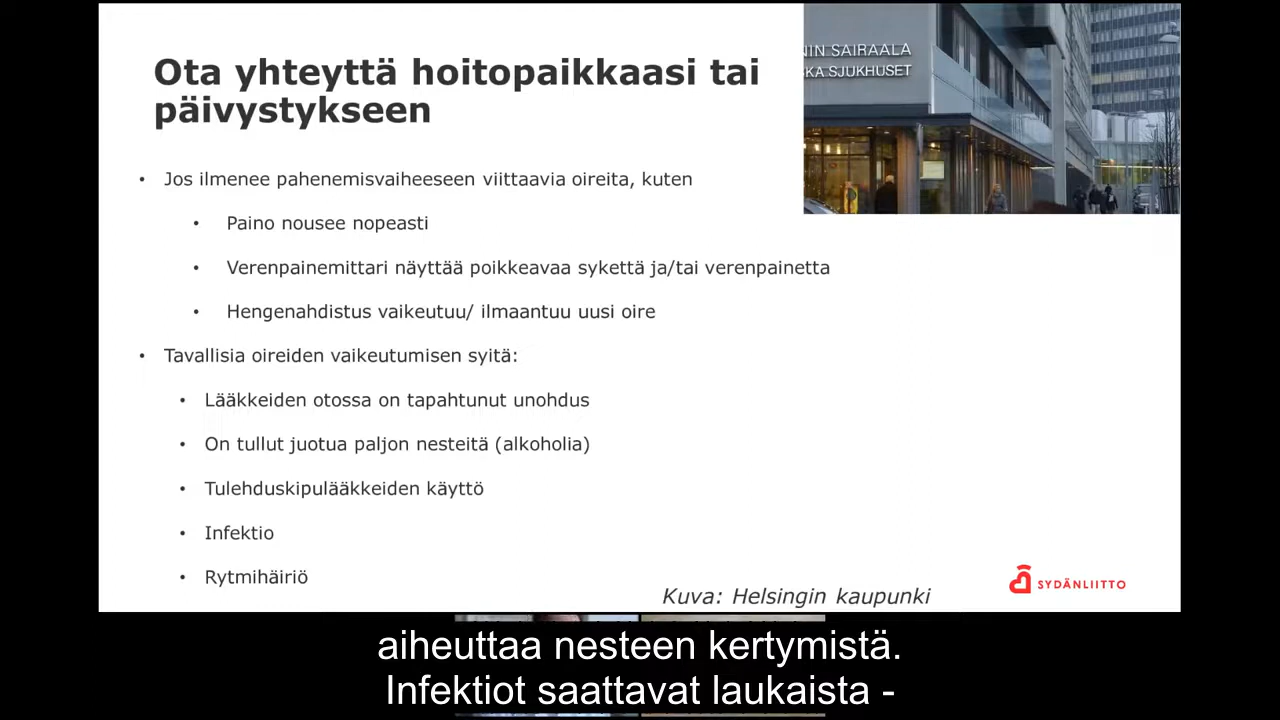 Ota yhteyttä hoitopaikkaasi tai
päivystykseen
NIN SAIRAALA
SKA SJUKHUSET
• Jos ilmenee pahenemisvaiheeseen viittaavia oireita, kuten
• Paino nousee nopeasti
• Verenpainemittari näyttää poikkeavaa sykettä ja/tai verenpainetta
• Hengenahdistus vaikeutuu/ ilmaantuu uusi oire
• Tavallisia oireiden vaikeutumisen syitä:
• Lääkkeiden otossa on tapahtunut unohdus
• On tullut juotua paljon nesteitä (alkoholia)
• Tulehduskipulääkkeiden käyttö
• Infektio
• Rytmihäiriö
Kuva: Helsingin kaupunki
SYDÄNLIITTO
aiheuttaa nesteen kertymistä.
Infektiot saattavat laukaista -